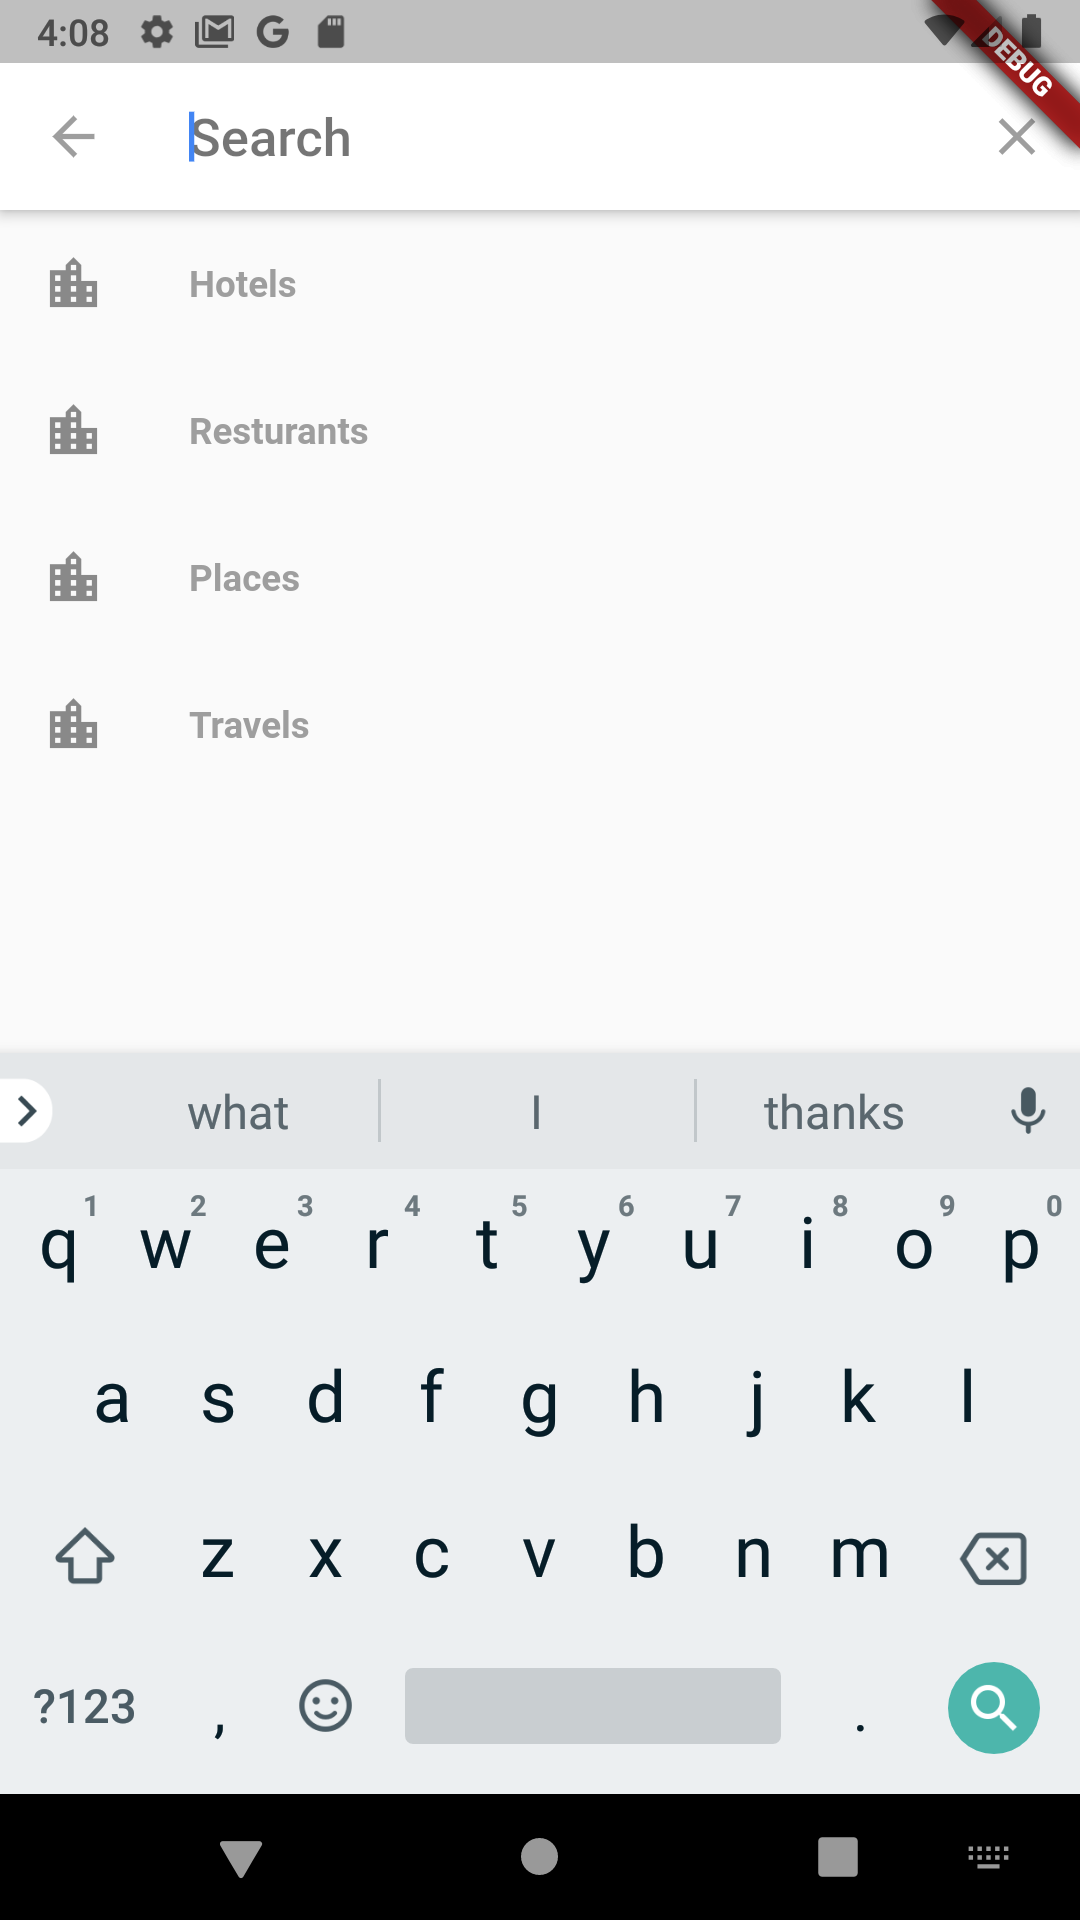 4:08
DEBUG
Search
Hotels
Resturants
Places
Travels
what I thanks
1 2 3 4 5 6 7 8 9 0
q w e r t y u i o p
a s d f g h j k l
z x c v b n m
?123 , .